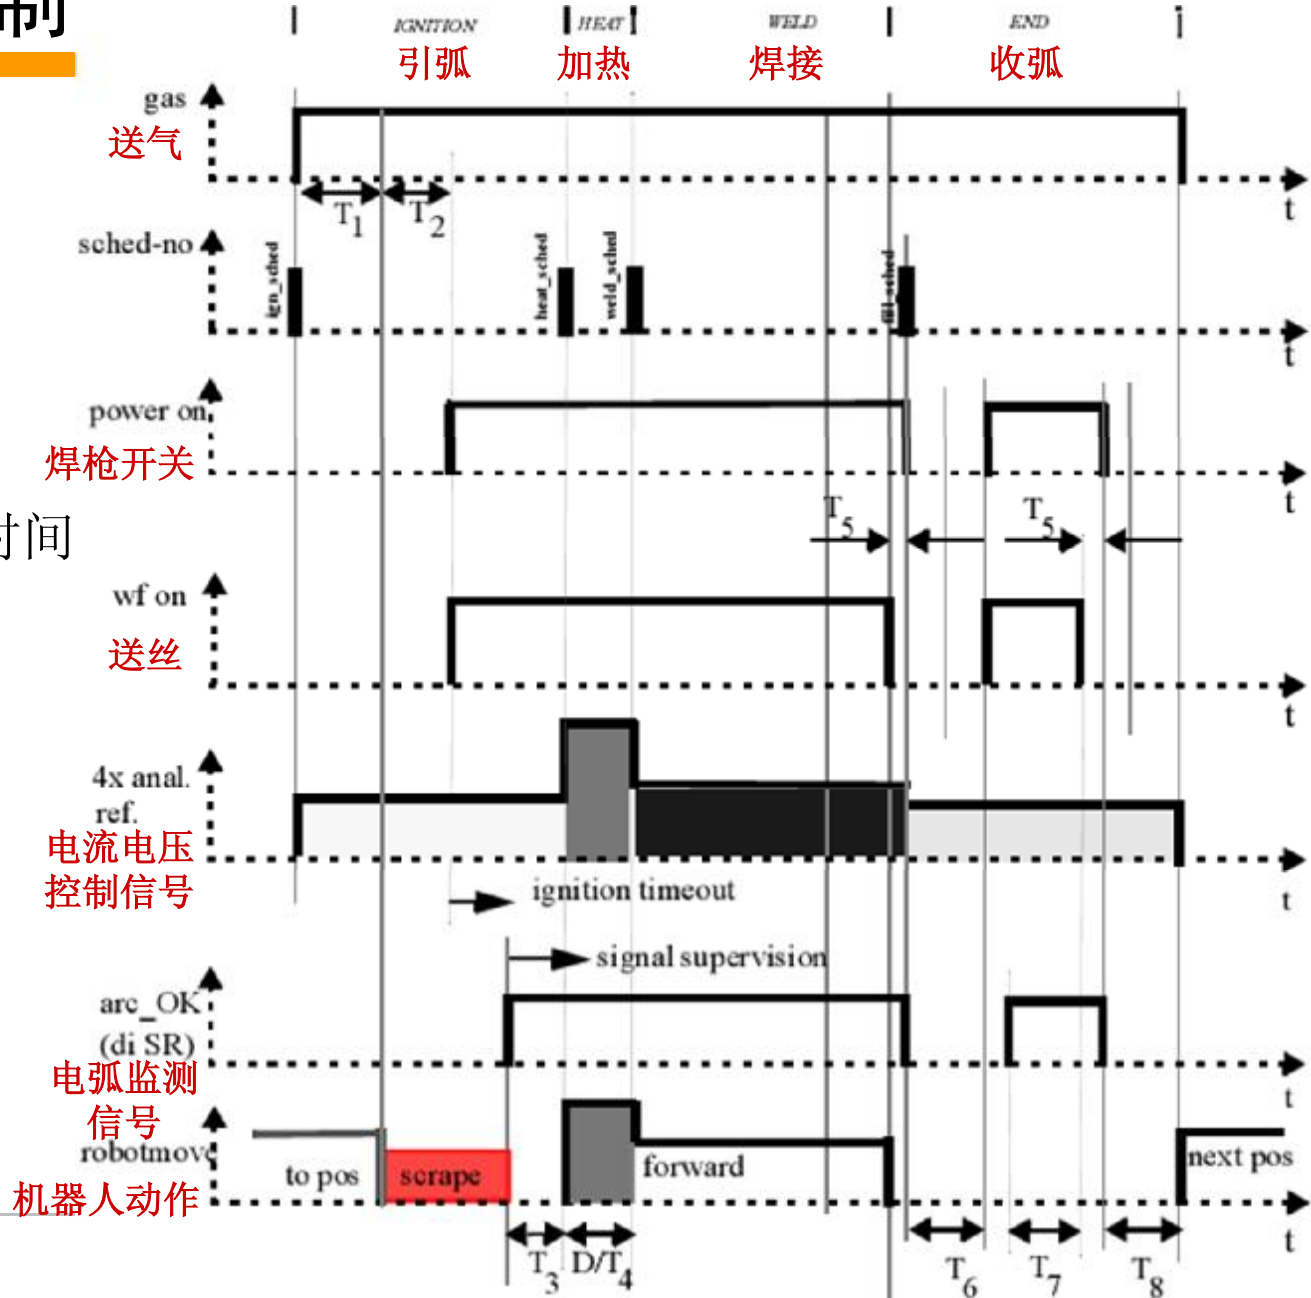 制
IGNITION HEAT WELD END
引弧 加热 焊接 收弧
gas
送气
t
T1 T2
sched-no
ign_sched heat_sched weld_sched fill-sched
t
power on
焊枪开关
t
时间
T5 T5
wf on
送丝
t
4x anal.
ref.
电流电压
控制信号
ignition timeout
t
signal supervision
arc_OK
(di SR)
电弧监测
信号
t
robotmove
机器人动作
to pos scrape forward next pos
t
T3 D/T4 T6 T7 T8